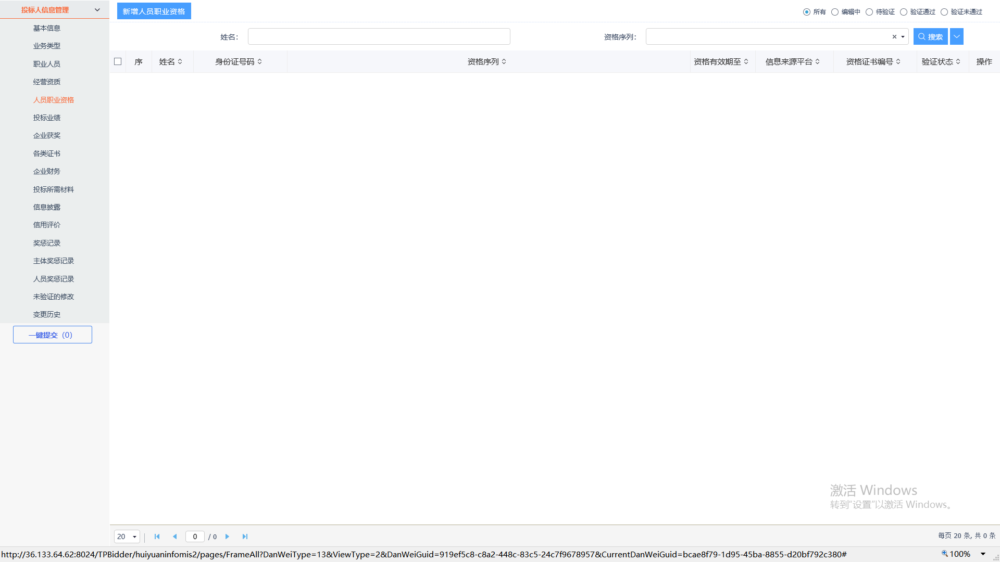 投标人信息管理
基本信息
业务类型
职业人员
经营资质
人员职业资格
投标业绩
企业获奖
各类证书
企业财务
投标所需材料
信息披露
信用评价
奖惩记录
主体奖惩记录
人员奖惩记录
未验证的修改
变更历史
一键提交（0）
新增人员职业资格
所有 编辑中 待验证 验证通过 验证未通过
姓名： 资格序列： 搜索
序 姓名 身份证号码 资格序列 资格有效期至 信息来源平台 资格证书编号 验证状态 操作
激活 Windows
转到“设置”以激活 Windows。
20 0 / 0 每页 20 条, 共 0 条
http://36.133.64.62:8024/TPBidder/huiyuaninfomis2/pages/FrameAll?DanWeiType=13&ViewType=2&DanWeiGuid=919ef5c8-c8a2-448c-83c5-24c7f9678957&CurrentDanWeiGuid=bcae8f79-1d95-45ba-8855-d20bf792c380# 100%